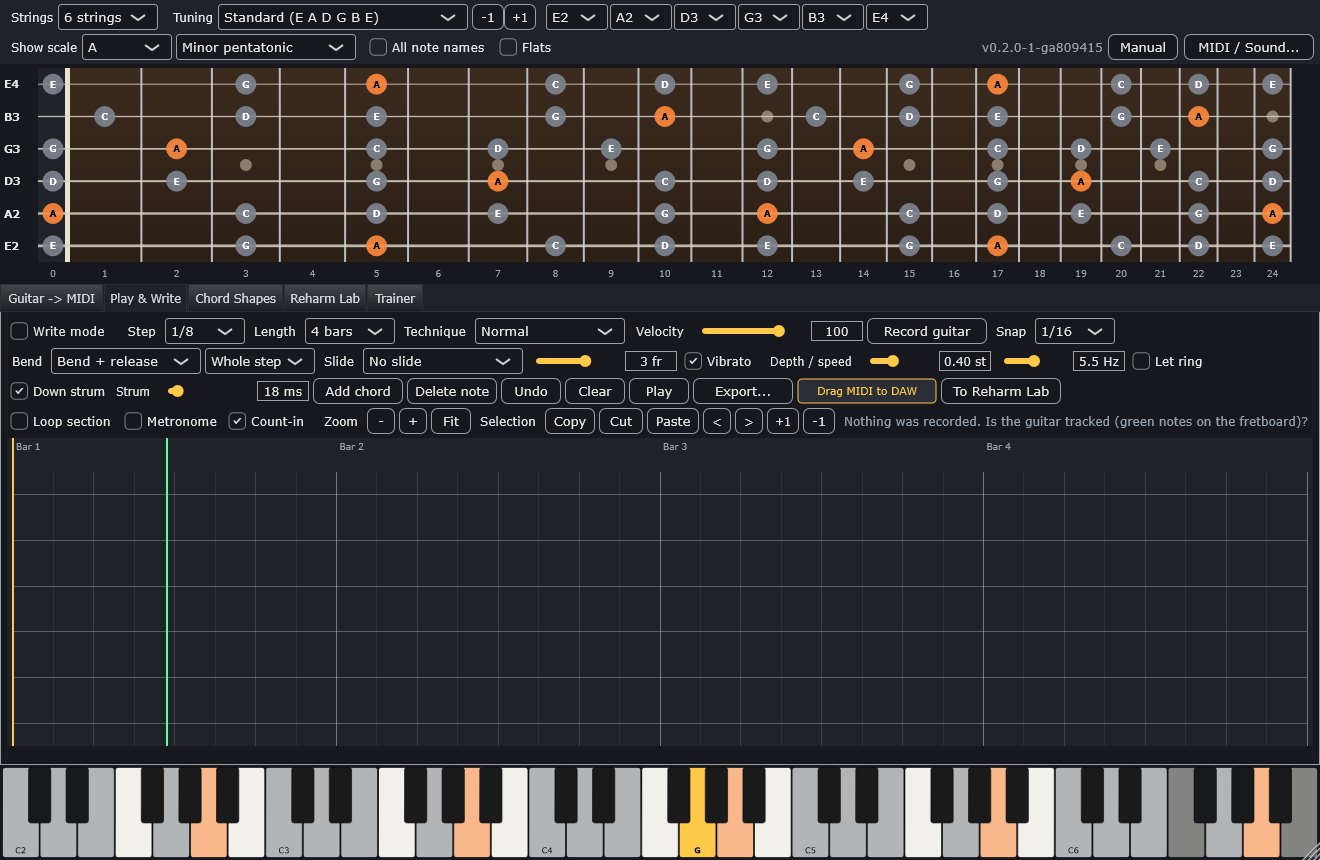 Strings 6 strings Tuning Standard (E A D G B E) -1 +1 E2 A2 D3 G3 B3 E4
Show scale A Minor pentatonic All note names Flats v0.2.0-1-ga809415 Manual MIDI / Sound...
E4 E G A C D E G A C D E
B3 C D E G A C D E G A
G3 G A C D E G A C D E G
D3 D E G A C D E G A C D
A2 A C D E G A C D E G A
E2 E G A C D E G A C D E
0 1 2 3 4 5 6 7 8 9 10 11 12 13 14 15 16 17 18 19 20 21 22 23 24
Guitar -> MIDI Play & Write Chord Shapes Reharm Lab Trainer
Write mode Step 1/8 Length 4 bars Technique Normal Velocity 100 Record guitar Snap 1/16
Bend Bend + release Whole step Slide No slide 3 fr Vibrato Depth / speed 0.40 st 5.5 Hz Let ring
Down strum Strum 18 ms Add chord Delete note Undo Clear Play Export... Drag MIDI to DAW To Reharm Lab
Loop section Metronome Count-in Zoom - + Fit Selection Copy Cut Paste < > +1 -1 Nothing was recorded. Is the guitar tracked (green notes on the fretboard)?
Bar 1 Bar 2 Bar 3 Bar 4
C2 C3 C4 G C5 C6